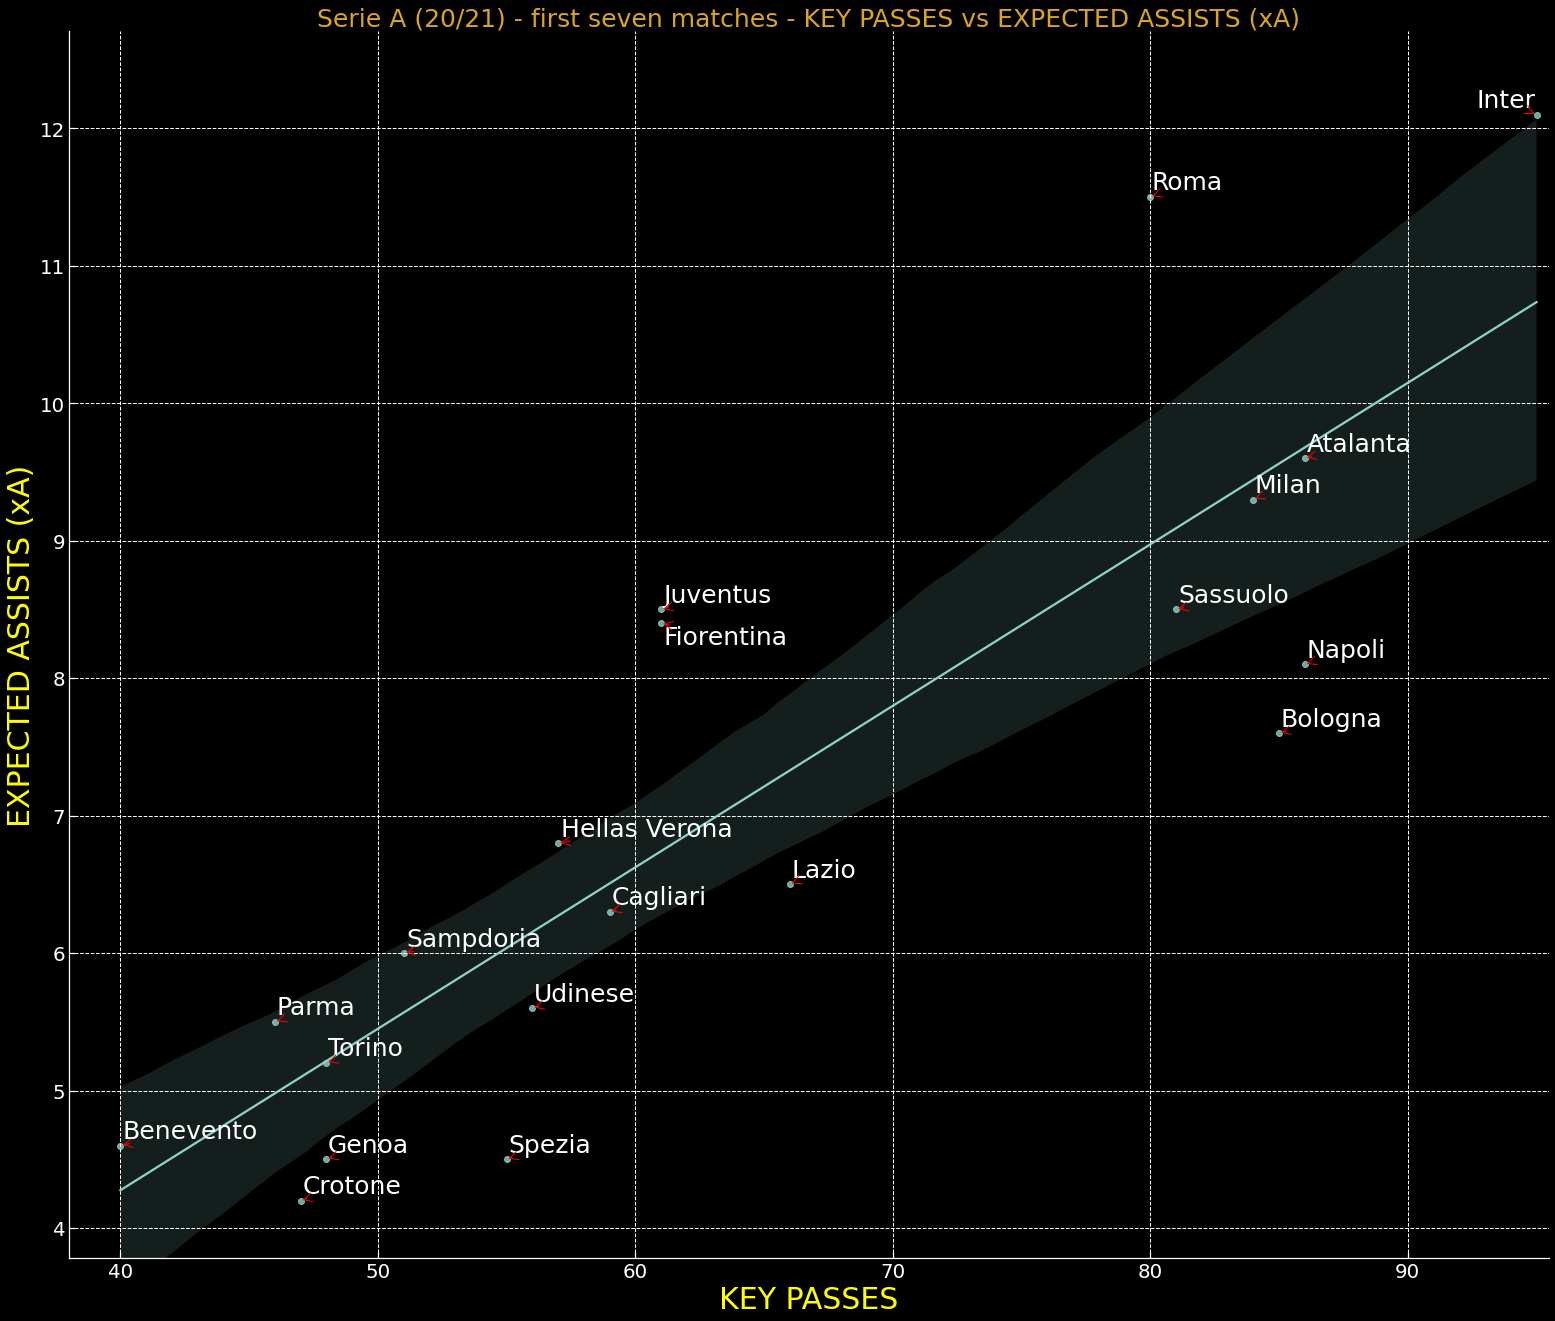 Serie A (20/21) - first seven matches - KEY PASSES vs EXPECTED ASSISTS (xA)
Inter
12
Roma
11
10
Atalanta
Milan
9
Juventus
Sassuolo
Fiorentina
Napoli
8
Bologna
7
Hellas Verona
Lazio
Cagliari
Sampdoria
6
Udinese
Parma
Torino
5
Benevento
Genoa
Spezia
Crotone
4
EXPECTED ASSISTS (xA)
40 50 60 70 80 90
KEY PASSES